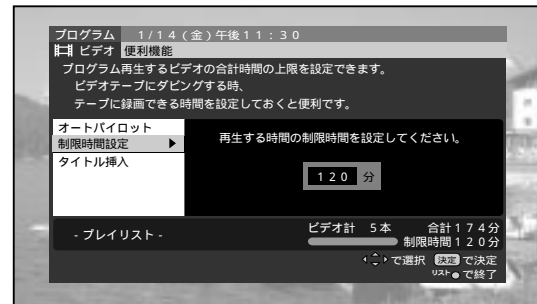 プログラム 1/14(金)午後11:30
ビデオ 便利機能
プログラム再生するビデオの合計時間の上限を設定できます。
ビデオテープにダビングする時、
テープに録画できる時間を設定しておくと便利です。
オートパイロット
制限時間設定 ▶
タイトル挿入
再生する時間の制限時間を設定してください。
120 分
- プレイリスト -
ビデオ計 5本 合計174分
制限時間120分
で選択 決定 で決定
リスト●で終了